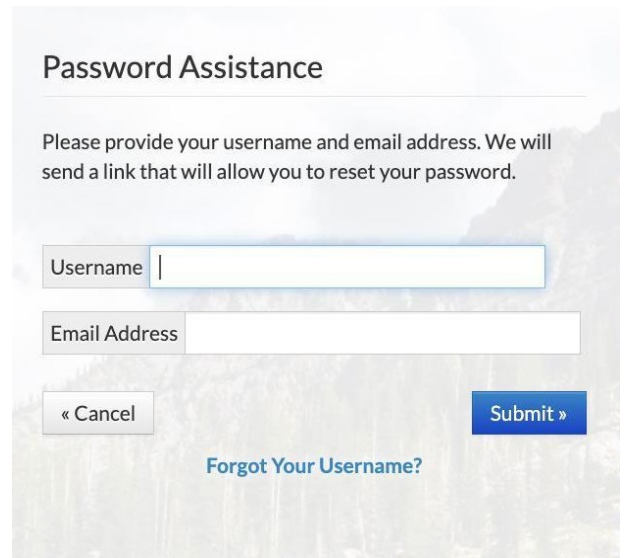 Password Assistance
Please provide your username and email address. We will
send a link that will allow you to reset your password.
Username
Email Address
« Cancel
Submit »
Forgot Your Username?